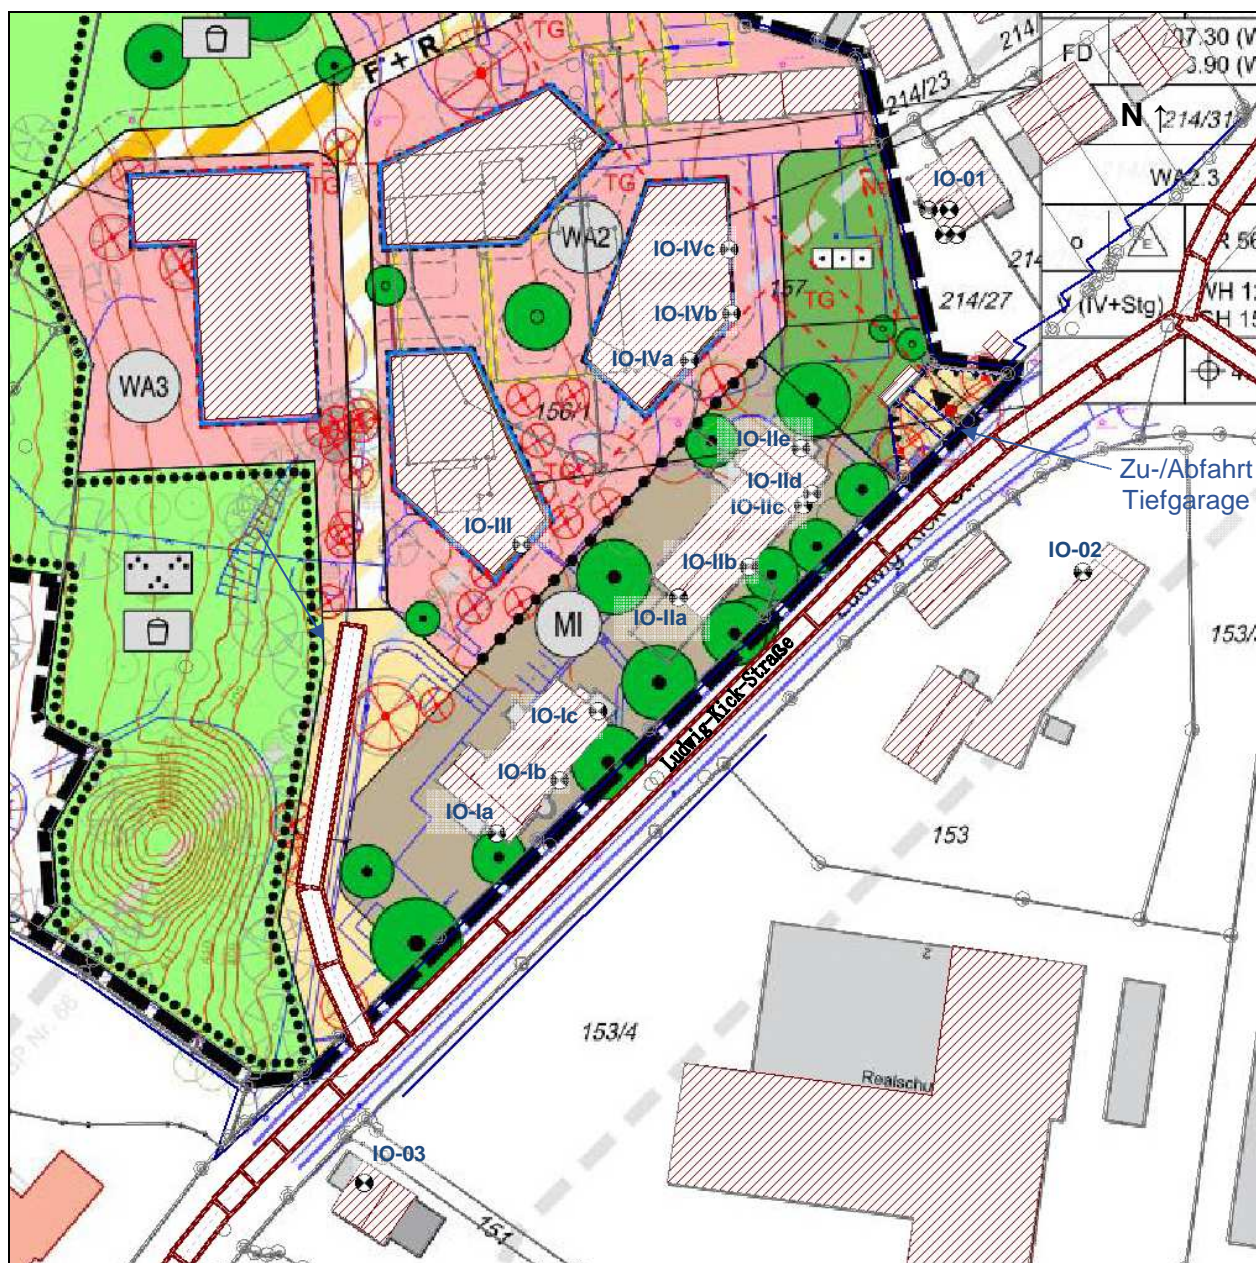 TG
F + R
214
FD
07.30 (W
6.90 (W
214/23
N ↑
214/31
TG
TG
IO-01
WA2.3
WA2
IO-IVc
o
E
214/27
157
TG
IO-IVb
(IV+Stg)
IO-IVa
WA3
156/1
IO-IIe
TG
IO-IId
IO-IIc
Zu-/Abfahrt
Tiefgarage
IO-III
IO-IIb
IO-02
IO-IIa
MI
153/
Ludwig-Kick-Straße
IO-Ic
IO-Ib
IO-Ia
153
153/4
Realschu
IO-03
151